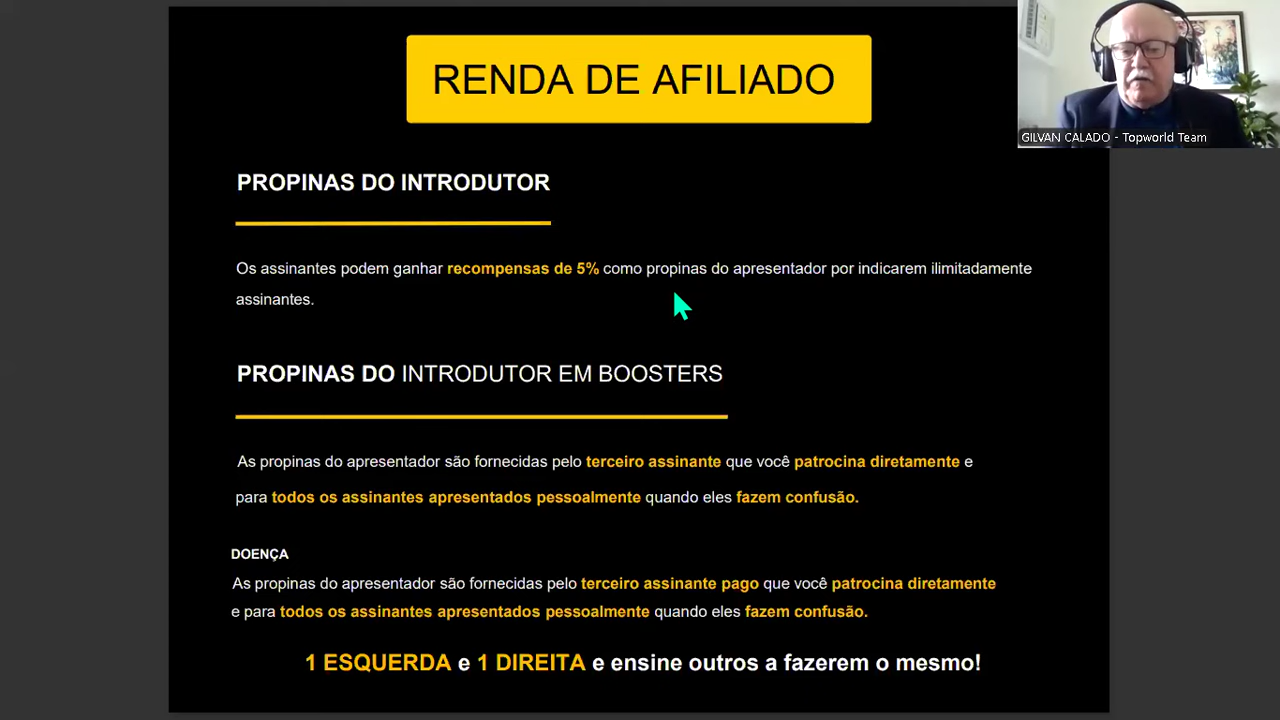 RENDA DE AFILIADO
GILVAN CALADO - Topworld Team
PROPINAS DO INTRODUTOR
Os assinantes podem ganhar recompensas de 5% como propinas do apresentador por indicarem ilimitadamente
assinantes.
PROPINAS DO INTRODUTOR EM BOOSTERS
As propinas do apresentador são fornecidas pelo terceiro assinante que você patrocina diretamente e
para todos os assinantes apresentados pessoalmente quando eles fazem confusão.
DOENÇA
As propinas do apresentador são fornecidas pelo terceiro assinante pago que você patrocina diretamente
e para todos os assinantes apresentados pessoalmente quando eles fazem confusão.
1 ESQUERDA e 1 DIREITA e ensine outros a fazerem o mesmo!